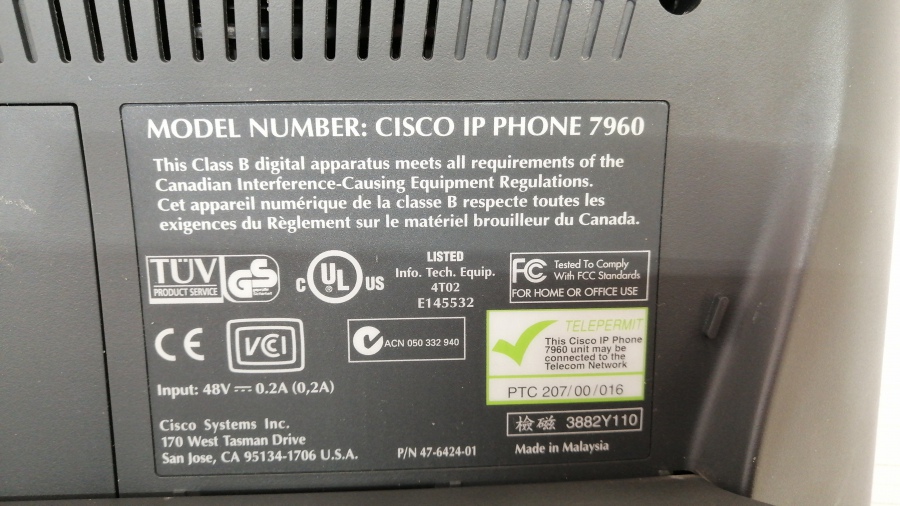 MODEL NUMBER: CISCO IP PHONE 7960
This Class B digital apparatus meets all requirements of the
Canadian Interference-Causing Equipment Regulations.
Cet appareil numérique de la classe B respecte toutes les
exigences du Règlement sur le matériel brouilleur du Canada.
TÜV
PRODUCT SERVICE
GS
C UL US
®
LISTED
Info. Tech. Equip.
4T02
E145532
FC Tested To Comply
With FCC Standards
FOR HOME OR OFFICE USE
CE
VCCI
ACN 050 332 940
TELEPERMIT
This Cisco IP Phone
7960 unit may be
connected to the
Telecom Network
PTC 207/00/016
Input: 48V ⎓ 0.2A (0,2A)
檢磁 3882Y110
Cisco Systems Inc.
170 West Tasman Drive
San Jose, CA 95134-1706 U.S.A.
P/N 47-6424-01
Made in Malaysia